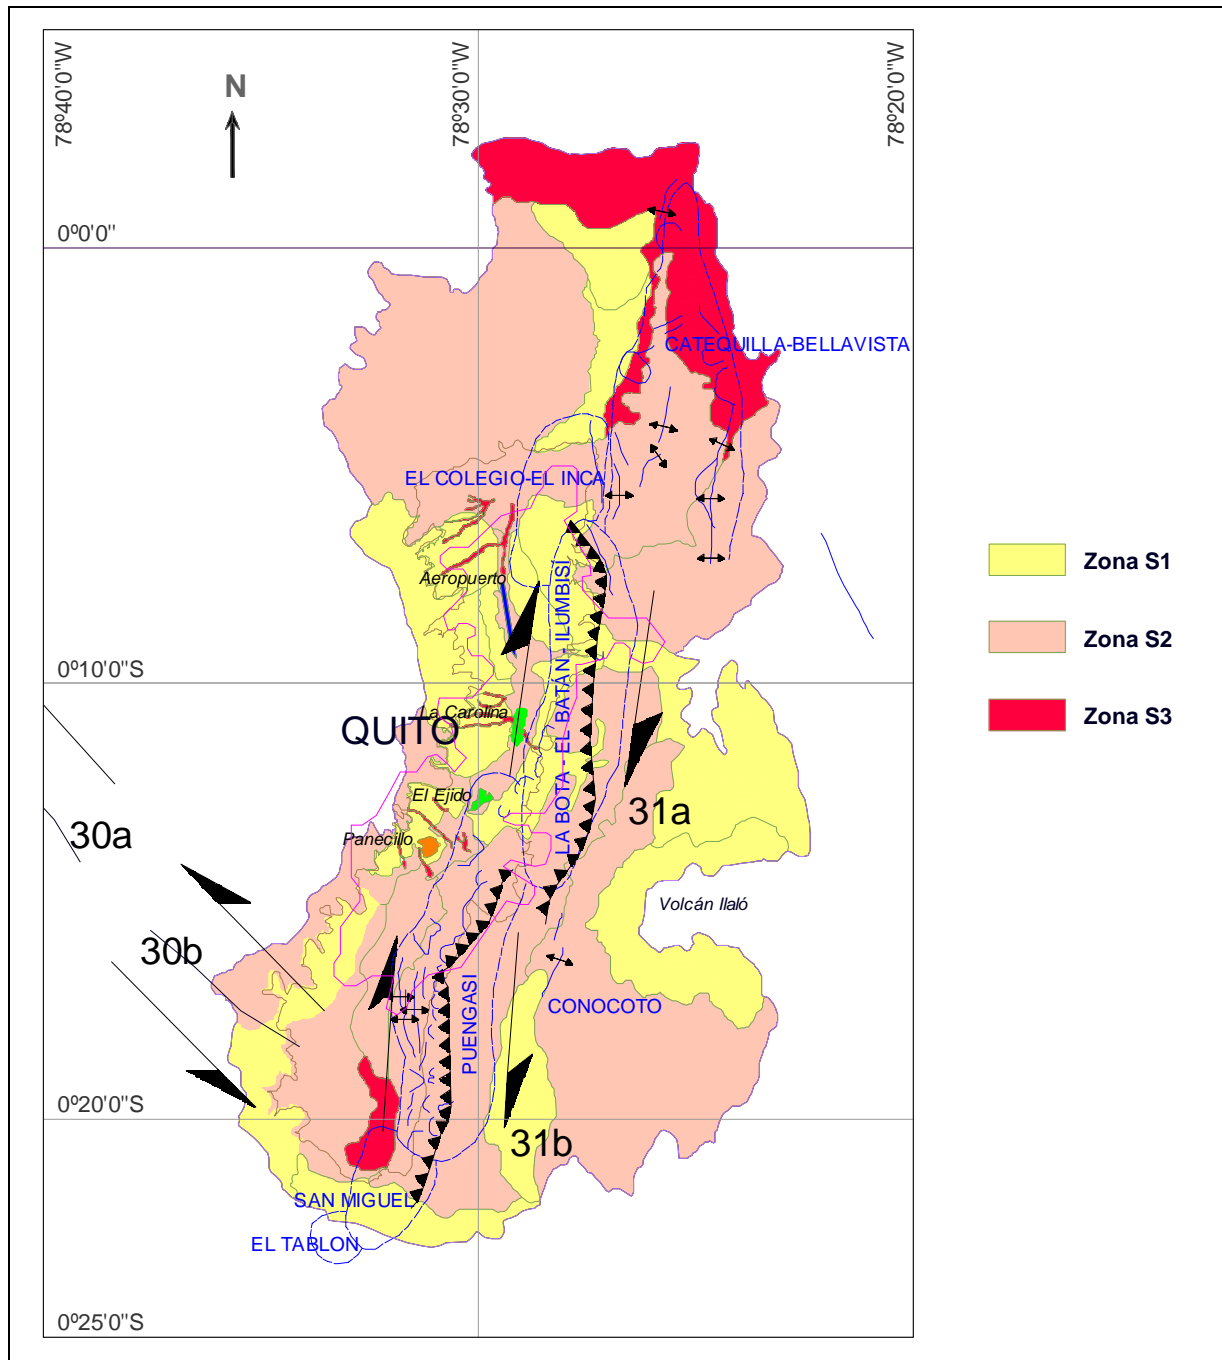 78º40'0"W
78º30'0"W
78º20'0"W
N
0º0'0"
CATEQUILLA-BELLAVISTA
EL COLEGIO-EL INCA
Zona S1
Aeropuerto
Zona S2
LA BOTA - EL BATÁN - ILUMBISÍ
0º10'0"S
La Carolina
Zona S3
QUITO
El Ejido
31a
30a
Panecillo
Volcán Ilaló
30b
CONOCOTO
PUENGASI
0º20'0"S
31b
SAN MIGUEL
EL TABLON
0º25'0"S